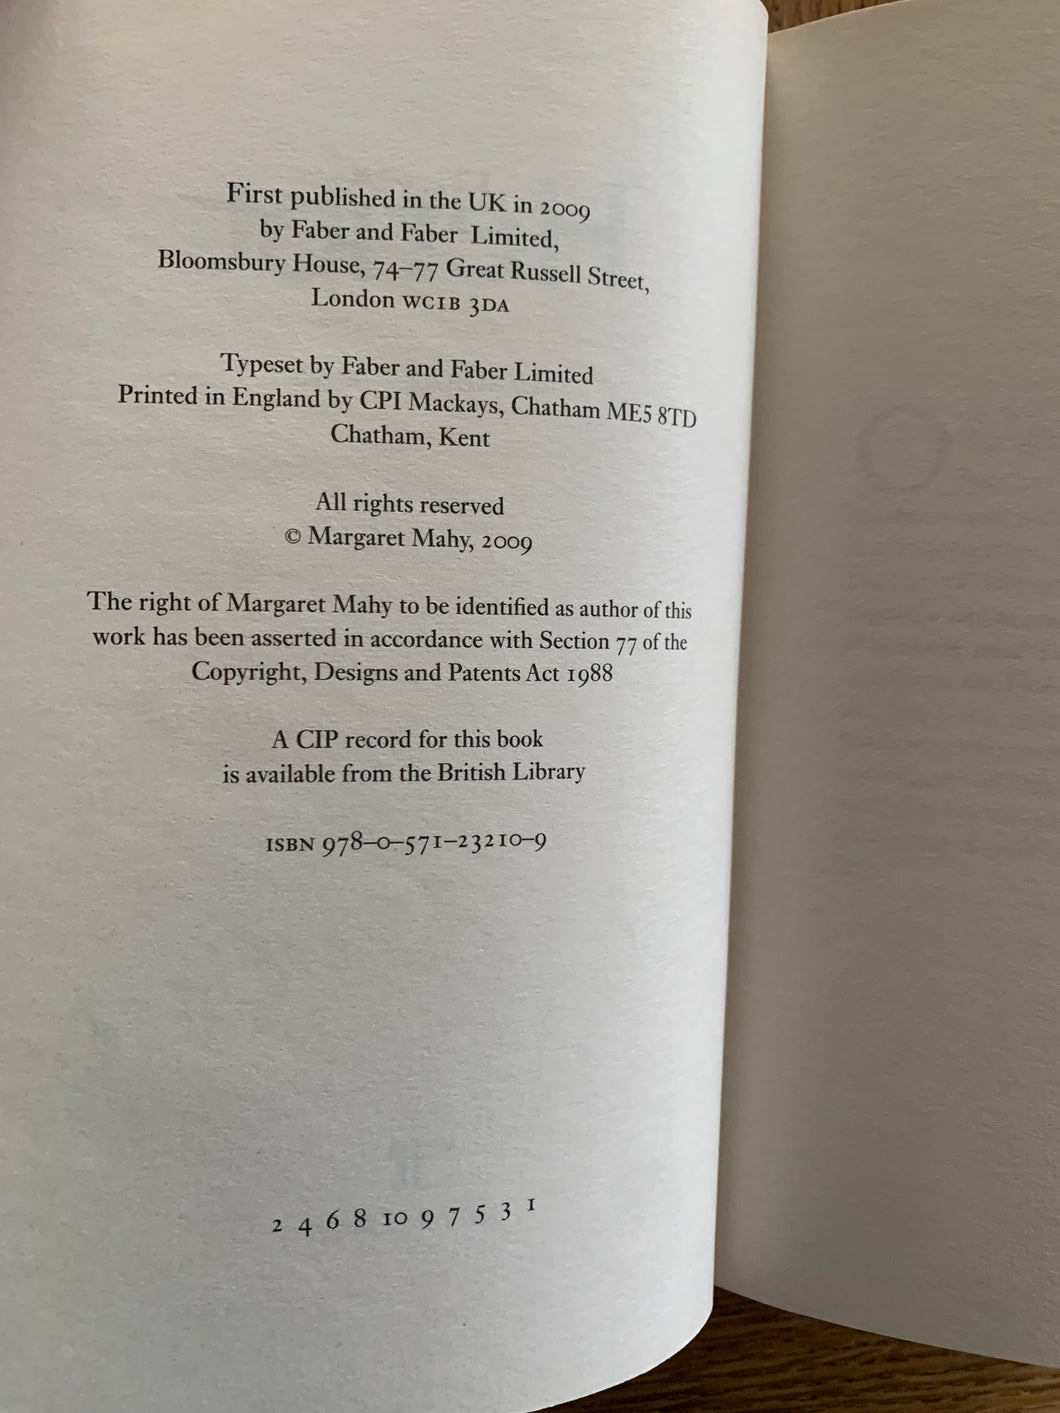 First published in the UK in 2009
by Faber and Faber Limited,
Bloomsbury House, 74–77 Great Russell Street,
London WC1B 3DA
Typeset by Faber and Faber Limited
Printed in England by CPI Mackays, Chatham ME5 8TD
Chatham, Kent
All rights reserved
© Margaret Mahy, 2009
The right of Margaret Mahy to be identified as author of this
work has been asserted in accordance with Section 77 of the
Copyright, Designs and Patents Act 1988
A CIP record for this book
is available from the British Library
ISBN 978–0–571–23210–9
2 4 6 8 10 9 7 5 3 1